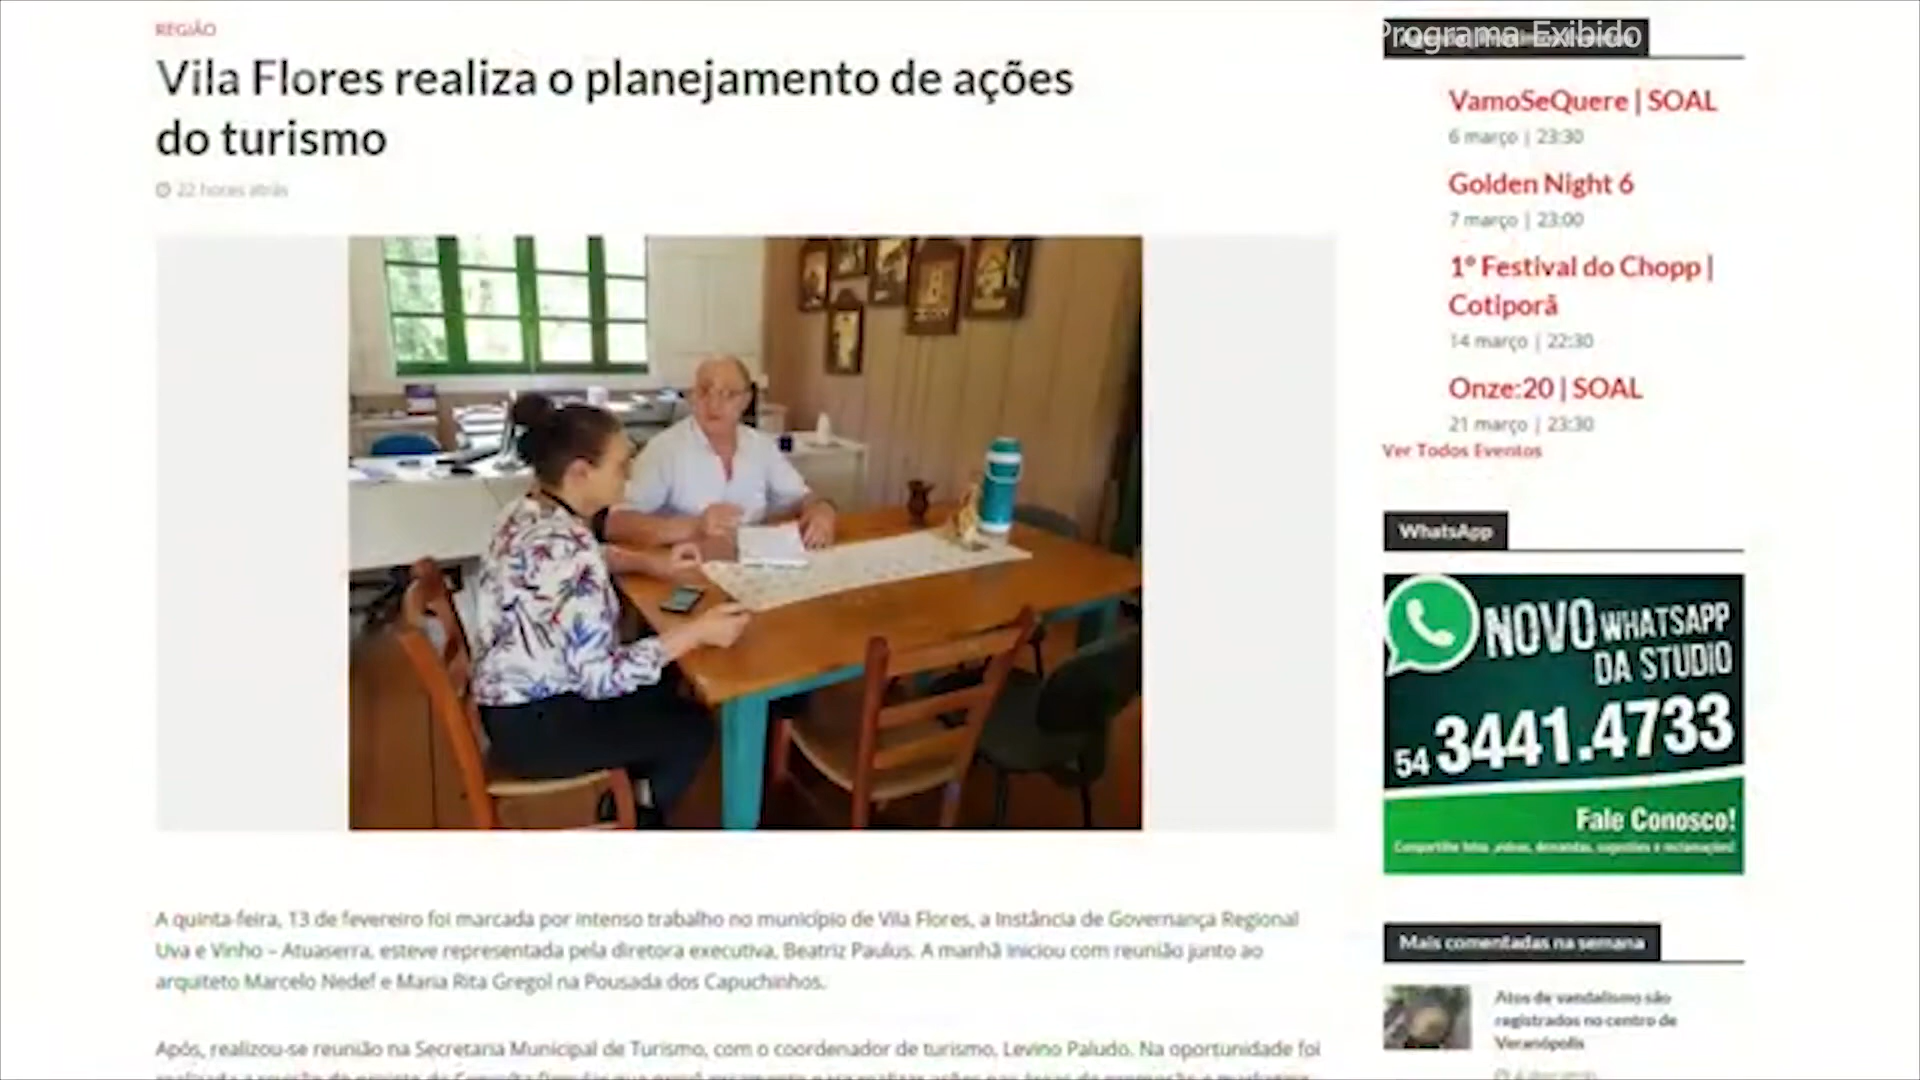 REGIÃO
Vila Flores realiza o planejamento de ações
do turismo
22 horas atrás
A quinta-feira, 13 de fevereiro foi marcada por intenso trabalho no município de Vila Flores, a Instância de Governança Regional
Uva e Vinho – Atuaserra, esteve representada pela diretora executiva, Beatriz Paulus. A manhã iniciou com reunião junto ao
arquiteto Marcelo Nedef e Maria Rita Gregol na Pousada dos Capuchinhos.
Após, realizou-se reunião na Secretaria Municipal de Turismo, com o coordenador de turismo, Levino Paludo. Na oportunidade foi
Programa Exibido
VamoSeQuere | SOAL
6 março | 23:30
Golden Night 6
7 março | 23:00
1º Festival do Chopp |
Cotiporã
14 março | 22:30
Onze:20 | SOAL
21 março | 23:30
Ver Todos Eventos
WhatsApp
NOVO WHATSAPP
DA STUDIO
54 3441.4733
Fale Conosco!
Compartilhe fotos, vídeos, demandas, sugestões e reclamações!
Mais comentadas na semana
Atos de vandalismo são
registrados no centro de
Veranópolis